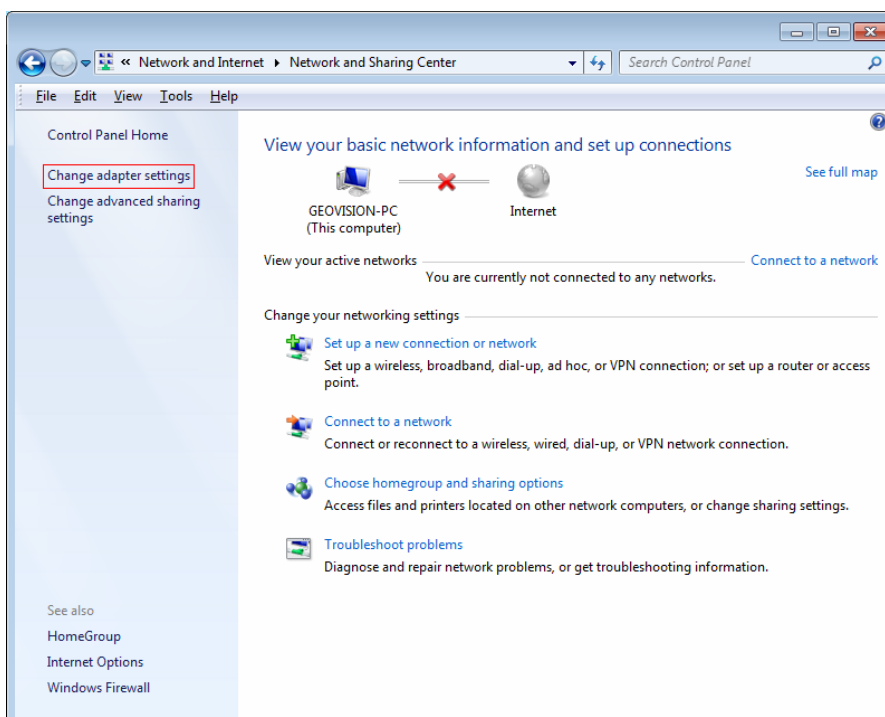 « Network and Internet ▸ Network and Sharing Center
Search Control Panel
File Edit View Tools Help
Control Panel Home
Change adapter settings
Change advanced sharing
settings
View your basic network information and set up connections
See full map
GEOVISION-PC
(This computer)
Internet
View your active networks
Connect to a network
You are currently not connected to any networks.
Change your networking settings
Set up a new connection or network
Set up a wireless, broadband, dial-up, ad hoc, or VPN connection; or set up a router or access
point.
Connect to a network
Connect or reconnect to a wireless, wired, dial-up, or VPN network connection.
Choose homegroup and sharing options
Access files and printers located on other network computers, or change sharing settings.
Troubleshoot problems
Diagnose and repair network problems, or get troubleshooting information.
See also
HomeGroup
Internet Options
Windows Firewall